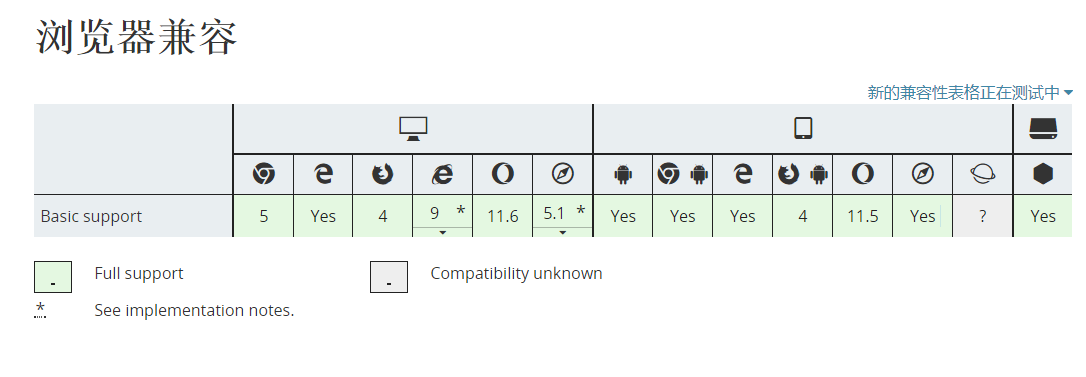 浏览器兼容
新的兼容性表格正在测试中
Basic support 5 Yes 4 9 * 11.6 5.1 * Yes Yes Yes 4 11.5 Yes ? Yes
- Full support - Compatibility unknown
* See implementation notes.